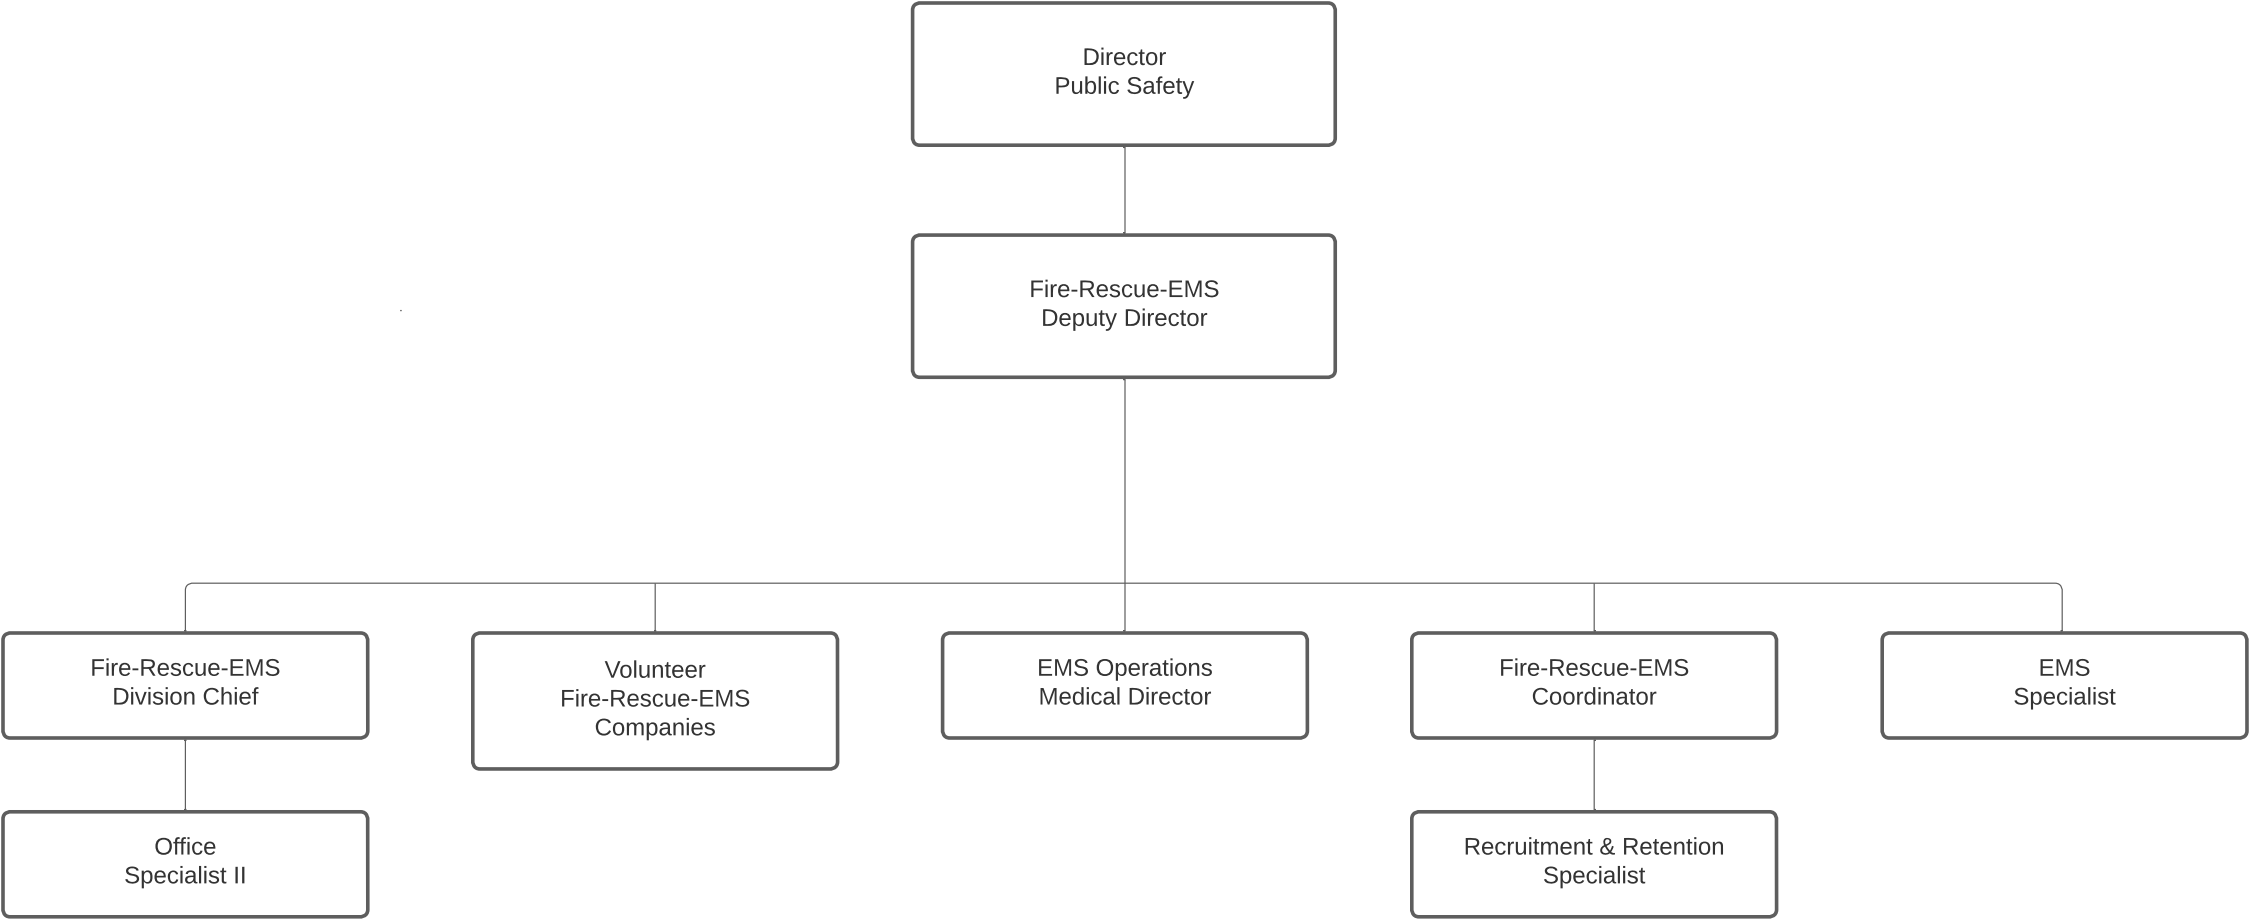 Director
Public Safety
Fire-Rescue-EMS
Deputy Director
Fire-Rescue-EMS
Division Chief
Volunteer
Fire-Rescue-EMS
Companies
EMS Operations
Medical Director
Fire-Rescue-EMS
Coordinator
EMS
Specialist
Office
Specialist II
Recruitment & Retention
Specialist